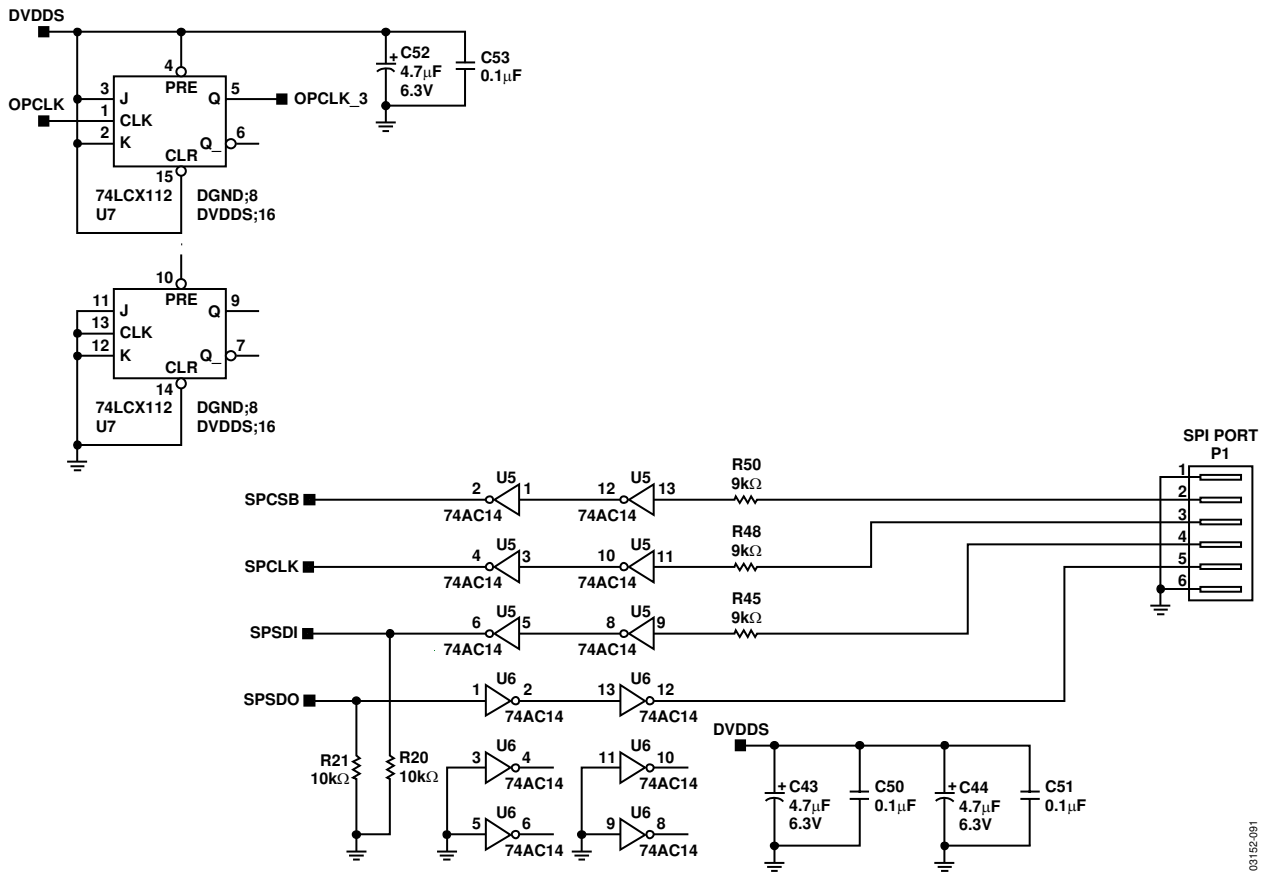 DVDDS
C52
4.7µF
6.3V
C53
0.1µF
4
PRE
3
J
Q
5
OPCLK_3
OPCLK
1
CLK
2
K
Q_
6
CLR
15
74LCX112
U7
DGND;8
DVDDS;16
10
PRE
11
J
Q
9
13
CLK
12
K
Q_
7
CLR
14
74LCX112
U7
DGND;8
DVDDS;16
SPI PORT
P1
1
2
3
4
5
6
SPCSB
2
U5
1
74AC14
12
U5
13
74AC14
R50
9kΩ
SPCLK
4
U5
3
74AC14
10
U5
11
74AC14
R48
9kΩ
SPSDI
6
U5
5
74AC14
8
U5
9
74AC14
R45
9kΩ
SPSDO
1
U6
2
74AC14
13
U6
12
74AC14
R21
10kΩ
R20
10kΩ
3
U6
4
74AC14
11
U6
10
74AC14
5
U6
6
74AC14
9
U6
8
74AC14
DVDDS
+
C43
4.7µF
6.3V
C50
0.1µF
+
C44
4.7µF
6.3V
C51
0.1µF
03152-091